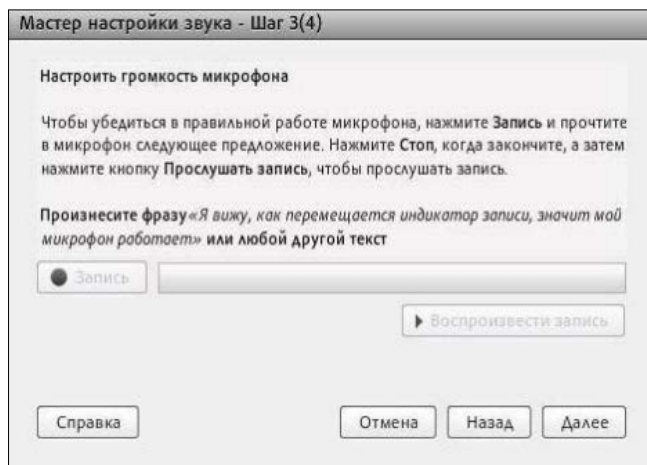 Мастер настройки звука - Шаг 3(4)
Настроить громкость микрофона
Чтобы убедиться в правильной работе микрофона, нажмите Запись и прочтите
в микрофон следующее предложение. Нажмите Стоп, когда закончите, а затем
нажмите кнопку Прослушать запись, чтобы прослушать запись.
Произнесите фразу«Я вижу, как перемещается индикатор записи, значит мой
микрофон работает» или любой другой текст
Запись
Воспроизвести запись
Справка Отмена Назад Далее